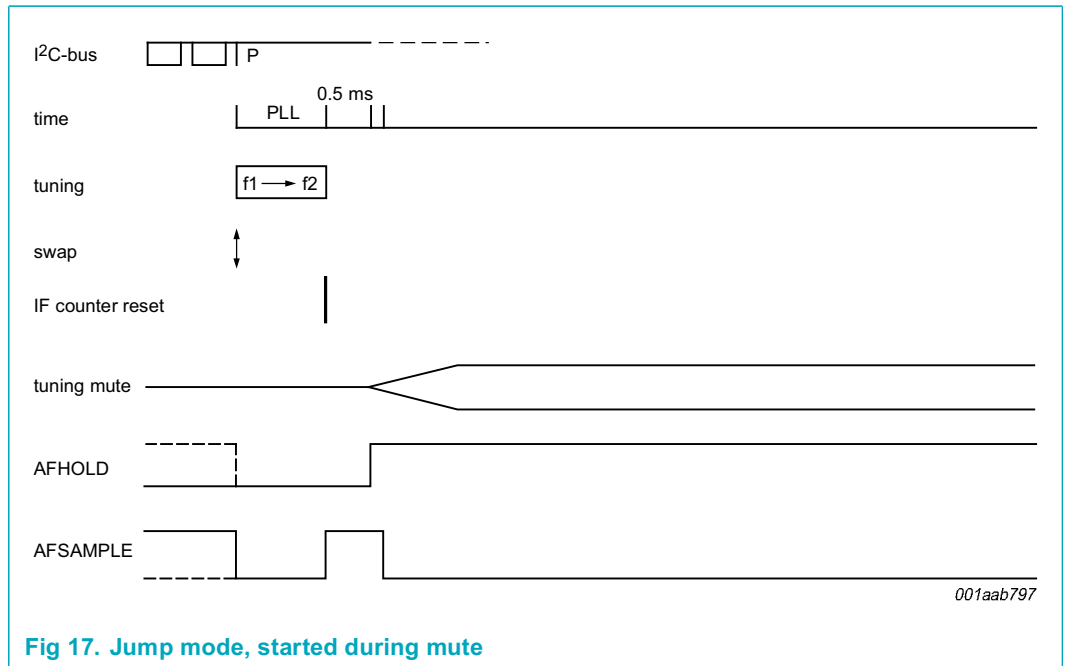 I²C-bus
P
0.5 ms
time
PLL
tuning
f1 → f2
swap
IF counter reset
tuning mute
AFHOLD
AFSAMPLE
001aab797
Fig 17. Jump mode, started during mute